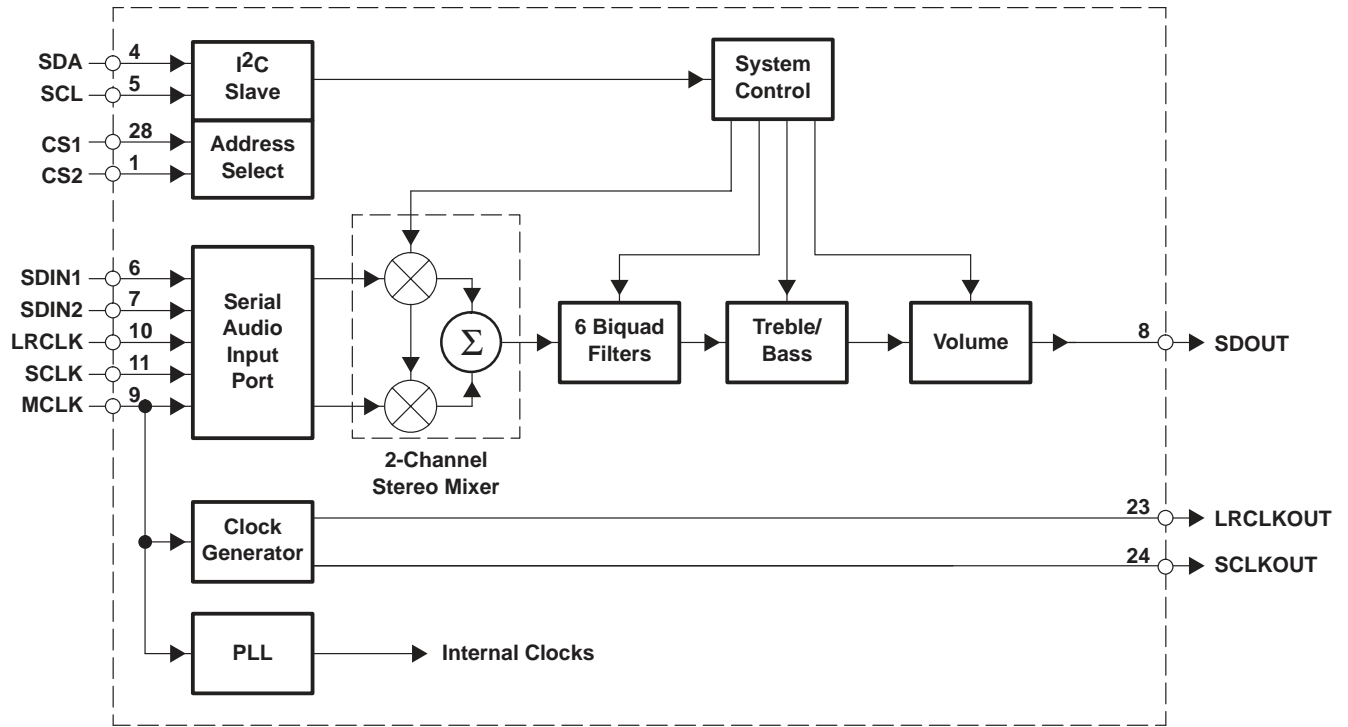 SDA
4
I2C
Slave
SCL
5
CS1
28
Address
Select
CS2
1
System
Control
SDIN1
6
SDIN2
7
LRCLK
10
SCLK
11
MCLK
9
Serial
Audio
Input
Port
Σ
2-Channel
Stereo Mixer
6 Biquad
Filters
Treble/
Bass
Volume
8
SDOUT
Clock
Generator
23
LRCLKOUT
24
SCLKOUT
PLL
Internal Clocks